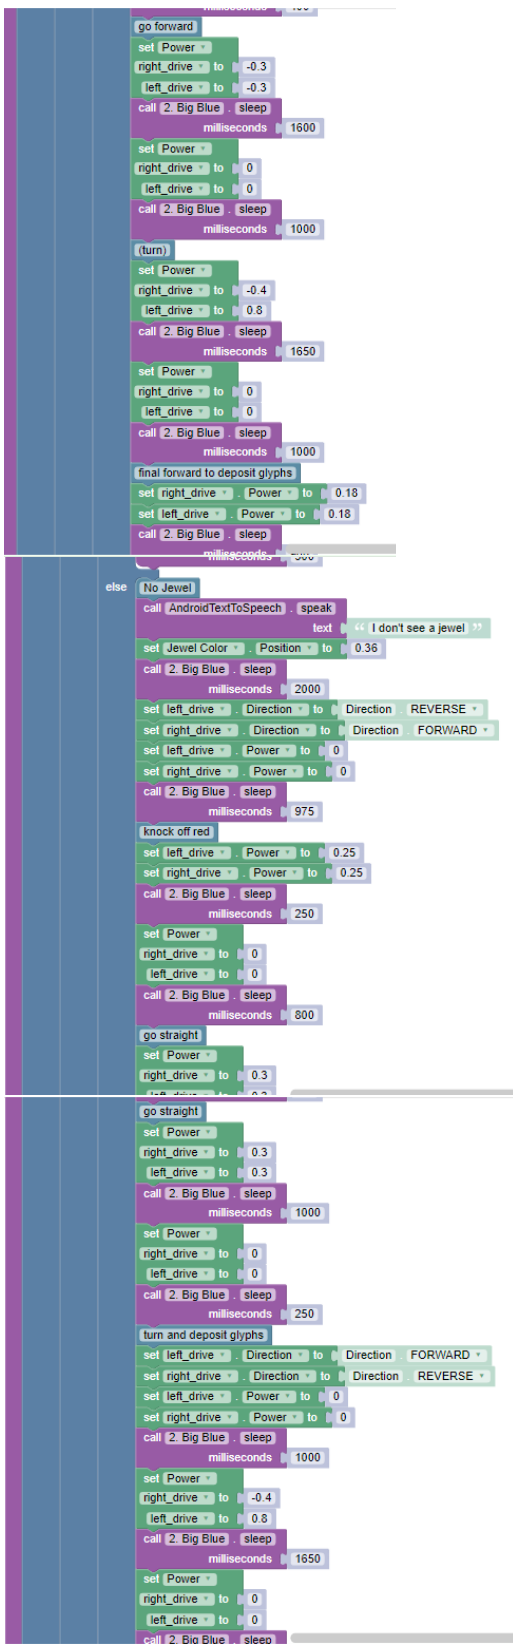 go forward
set Power
right_drive to -0.3
left_drive to -0.3
call 2. Big Blue . sleep
milliseconds 1600
set Power
right_drive to 0
left_drive to 0
call 2. Big Blue . sleep
milliseconds 1000
(turn)
set Power
right_drive to -0.4
left_drive to 0.8
call 2. Big Blue . sleep
milliseconds 1650
set Power
right_drive to 0
left_drive to 0
call 2. Big Blue . sleep
milliseconds 1000
final forward to deposit glyphs
set right_drive . Power to 0.18
set left_drive . Power to 0.18
call 2. Big Blue . sleep
milliseconds
else No Jewel
call AndroidTextToSpeech . speak
text “ I don't see a jewel ”
set Jewel Color . Position to 0.36
call 2. Big Blue . sleep
milliseconds 2000
set left_drive . Direction to Direction . REVERSE
set right_drive . Direction to Direction . FORWARD
set left_drive . Power to 0
set right_drive . Power to 0
call 2. Big Blue . sleep
milliseconds 975
knock off red
set left_drive . Power to 0.25
set right_drive . Power to 0.25
call 2. Big Blue . sleep
milliseconds 250
set Power
right_drive to 0
left_drive to 0
call 2. Big Blue . sleep
milliseconds 800
go straight
set Power
right_drive to 0.3
go straight
set Power
right_drive to 0.3
left_drive to 0.3
call 2. Big Blue . sleep
milliseconds 1000
set Power
right_drive to 0
left_drive to 0
call 2. Big Blue . sleep
milliseconds 250
turn and deposit glyphs
set left_drive . Direction to Direction . FORWARD
set right_drive . Direction to Direction . REVERSE
set left_drive . Power to 0
set right_drive . Power to 0
call 2. Big Blue . sleep
milliseconds 1000
set Power
right_drive to -0.4
left_drive to 0.8
call 2. Big Blue . sleep
milliseconds 1650
set Power
right_drive to 0
left_drive to 0
call 2. Big Blue . sleep